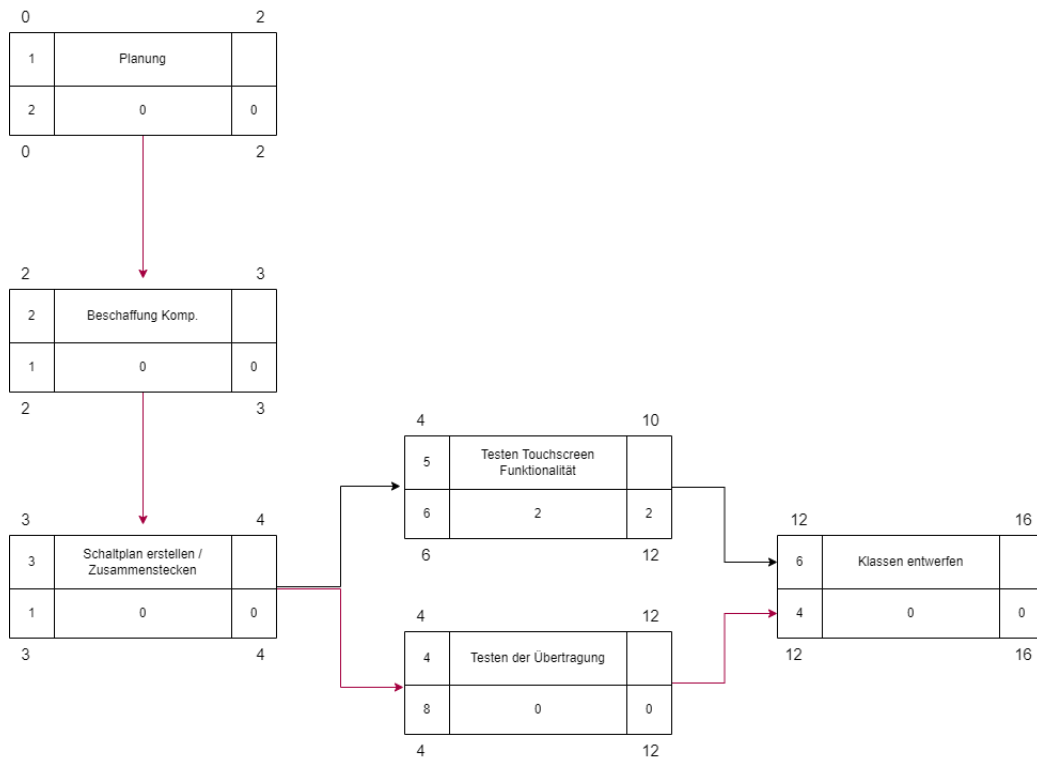 0 2
1 Planung
2 0 0
0 2
2 3
2 Beschaffung Komp.
1 0 0
2 3
3 4
3 Schaltplan erstellen /
Zusammenstecken
1 0 0
3 4
4 10
5 Testen Touchscreen
Funktionalität
6 2 2
6 12
4 12
4 Testen der Übertragung
8 0 0
4 12
12 16
6 Klassen entwerfen
4 0 0
12 16